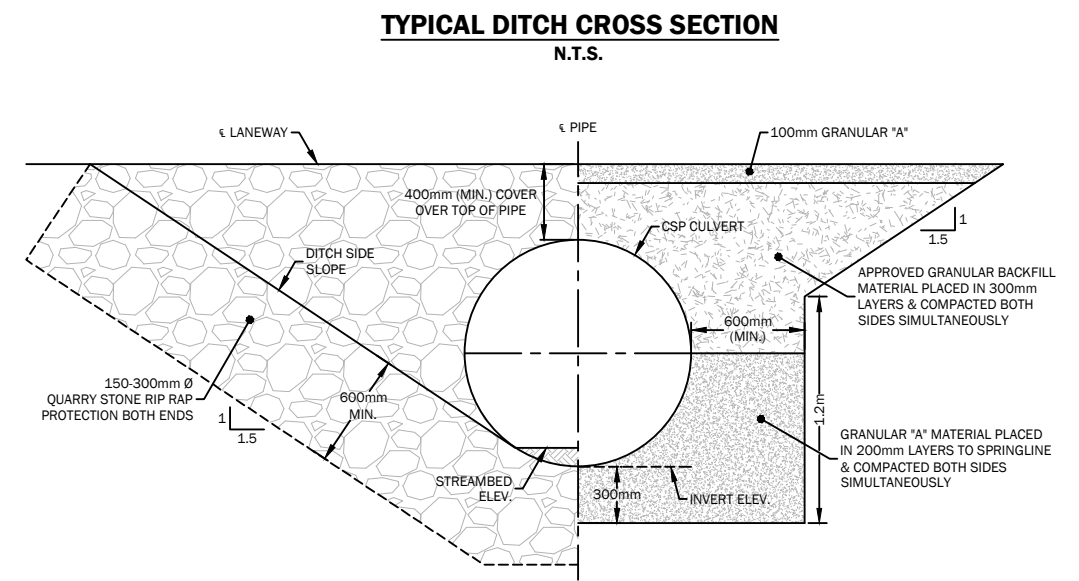 TYPICAL DITCH CROSS SECTION
N.T.S.
℄ LANEWAY
℄ PIPE
100mm GRANULAR "A"
400mm (MIN.) COVER
OVER TOP OF PIPE
CSP CULVERT
1
1.5
DITCH SIDE
SLOPE
APPROVED GRANULAR BACKFILL
MATERIAL PLACED IN 300mm
LAYERS & COMPACTED BOTH
SIDES SIMULTANEOUSLY
600mm
(MIN.)
150-300mm Ø
QUARRY STONE RIP RAP
PROTECTION BOTH ENDS
1
1.5
600mm
MIN.
1.2m
GRANULAR "A" MATERIAL PLACED
IN 200mm LAYERS TO SPRINGLINE
& COMPACTED BOTH SIDES
SIMULTANEOUSLY
STREAMBED
ELEV.
300mm
INVERT ELEV.